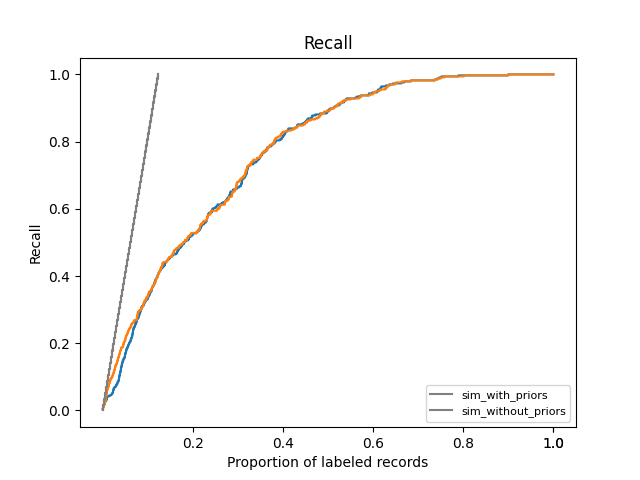 Recall
1.0
0.8
0.6
0.4
0.2
0.0
Recall
sim_with_priors
sim_without_priors
0.2 0.4 0.6 0.8 1.0 1.0
Proportion of labeled records